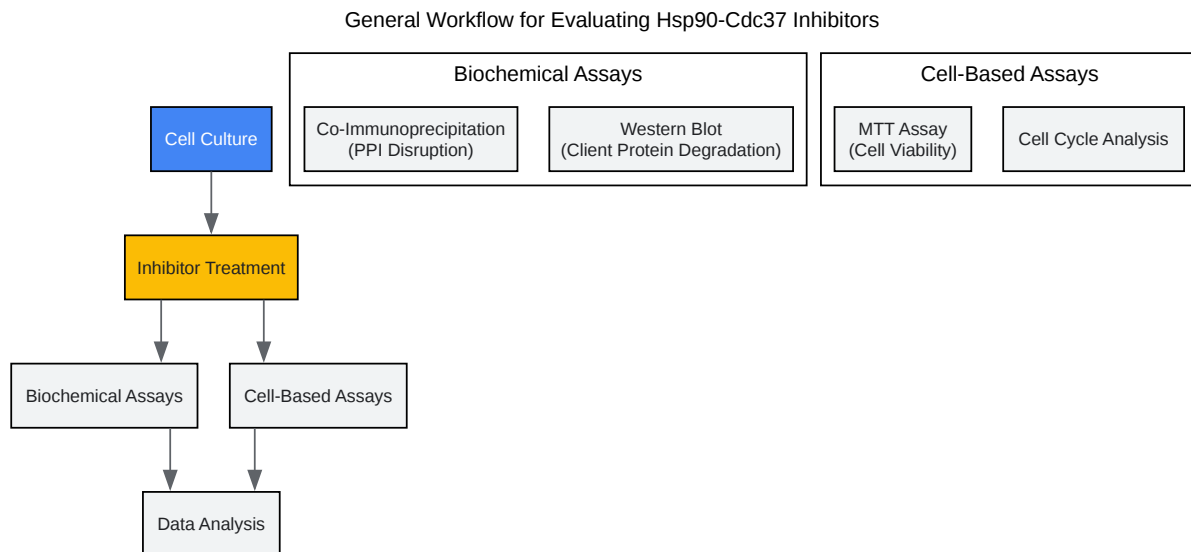 General Workflow for Evaluating Hsp90-Cdc37 Inhibitors
Biochemical Assays
Cell-Based Assays
Cell Culture
Co-Immunoprecipitation
(PPI Disruption)
Western Blot
(Client Protein Degradation)
MTT Assay
(Cell Viability)
Cell Cycle Analysis
Inhibitor Treatment
Biochemical Assays
Cell-Based Assays
Data Analysis